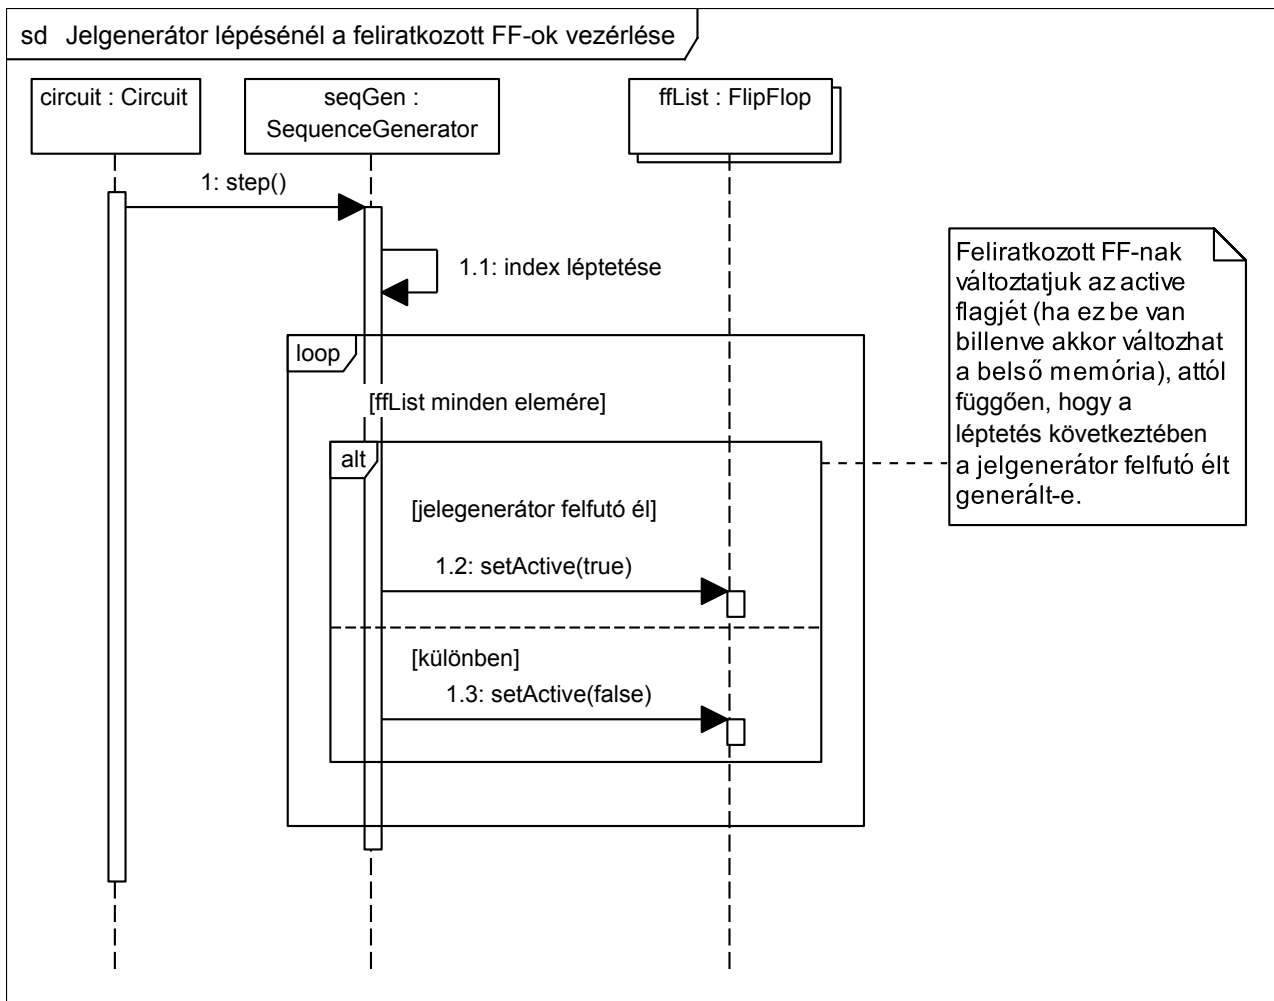 sd Jelgenerátor lépésénél a feliratkozott FF-ok vezérlése
circuit : Circuit
seqGen :
SequenceGenerator
ffList : FlipFlop
1: step()
1.1: index léptetése
loop
[ffList minden elemére]
alt
[jelegenerátor felfutó él]
1.2: setActive(true)
[különben]
1.3: setActive(false)
Feliratkozott FF-nak
változtatjuk az active
flagjét (ha ez be van
billenve akkor változhat
a belső memória), attól
függően, hogy a
léptetés következtében
a jelgenerátor felfutó élt
generált-e.